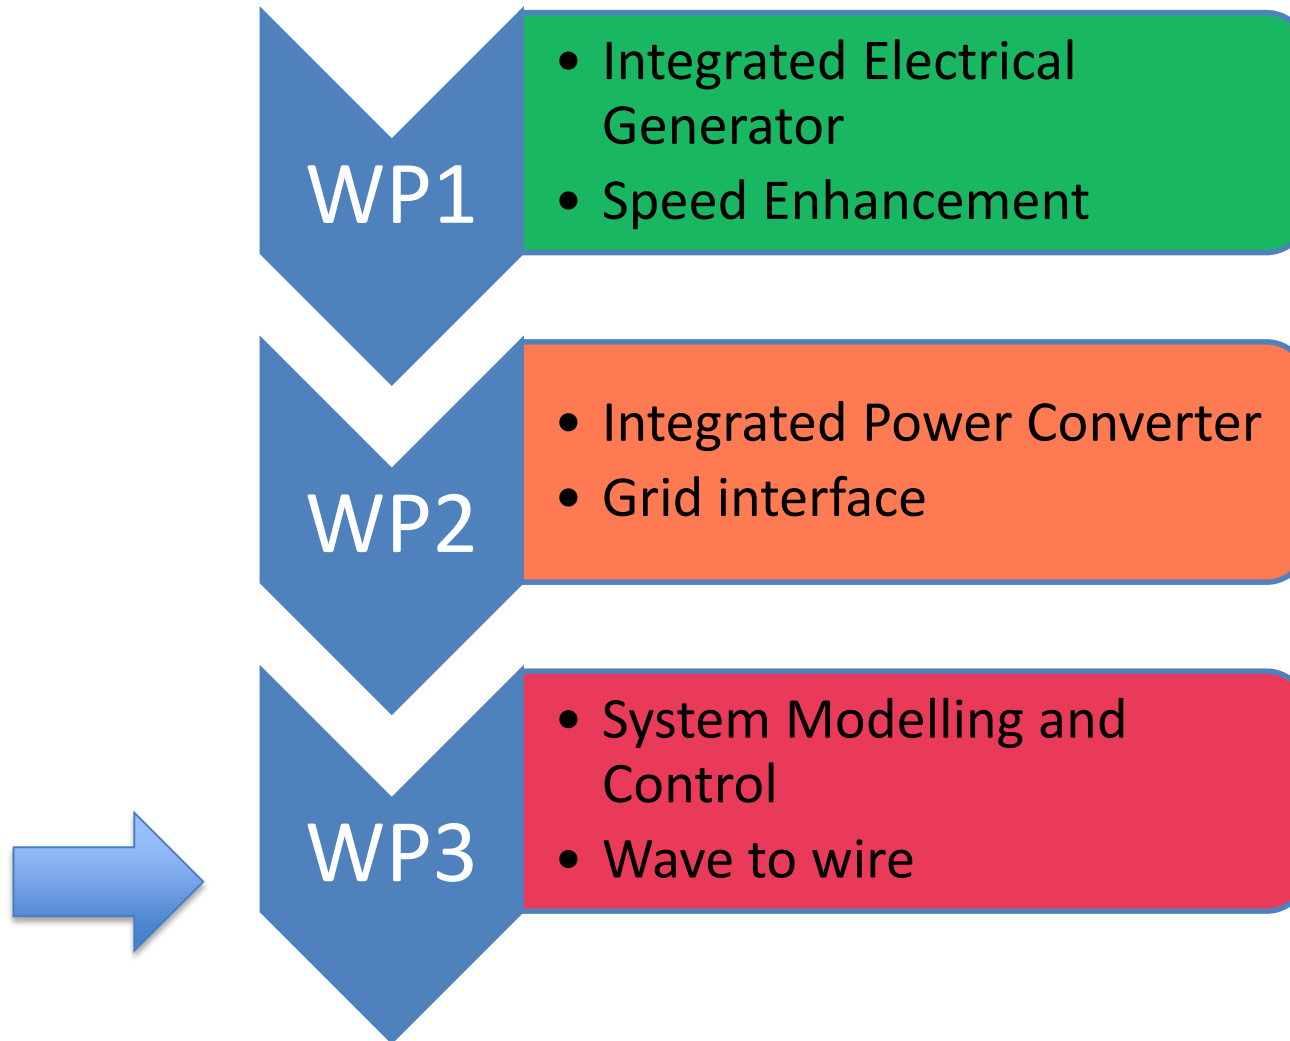 WP1
• Integrated Electrical
Generator
• Speed Enhancement
WP2
• Integrated Power Converter
• Grid interface
WP3
• System Modelling and
Control
• Wave to wire